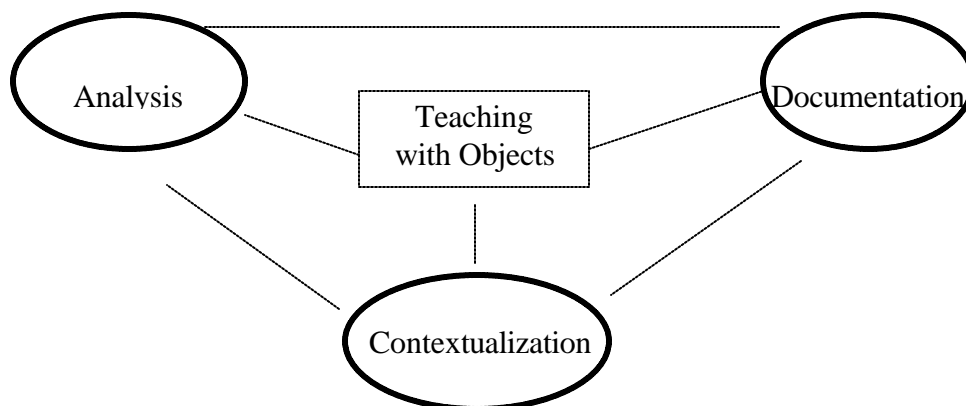 Analysis
Teaching
with Objects
Documentation
Contextualization